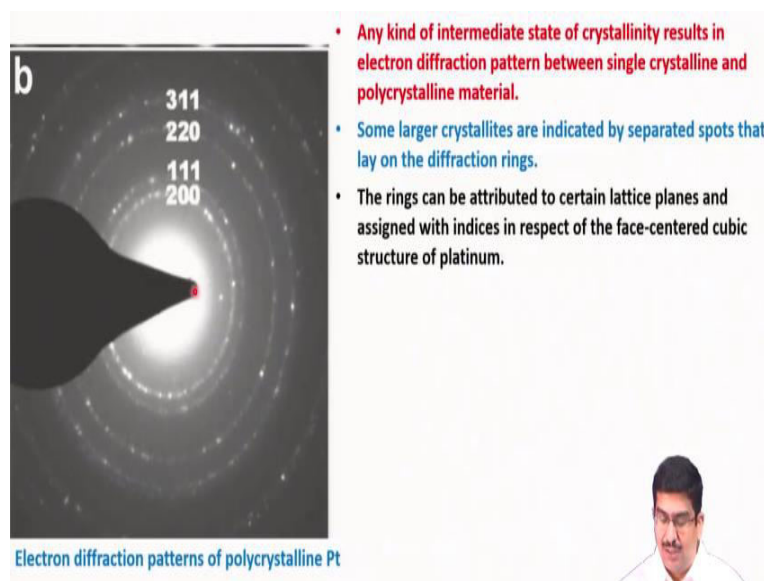 b
311
220
111
200
• Any kind of intermediate state of crystallinity results in
electron diffraction pattern between single crystalline and
polycrystalline material.
• Some larger crystallites are indicated by separated spots that
lay on the diffraction rings.
• The rings can be attributed to certain lattice planes and
assigned with indices in respect of the face-centered cubic
structure of platinum.
Electron diffraction patterns of polycrystalline Pt